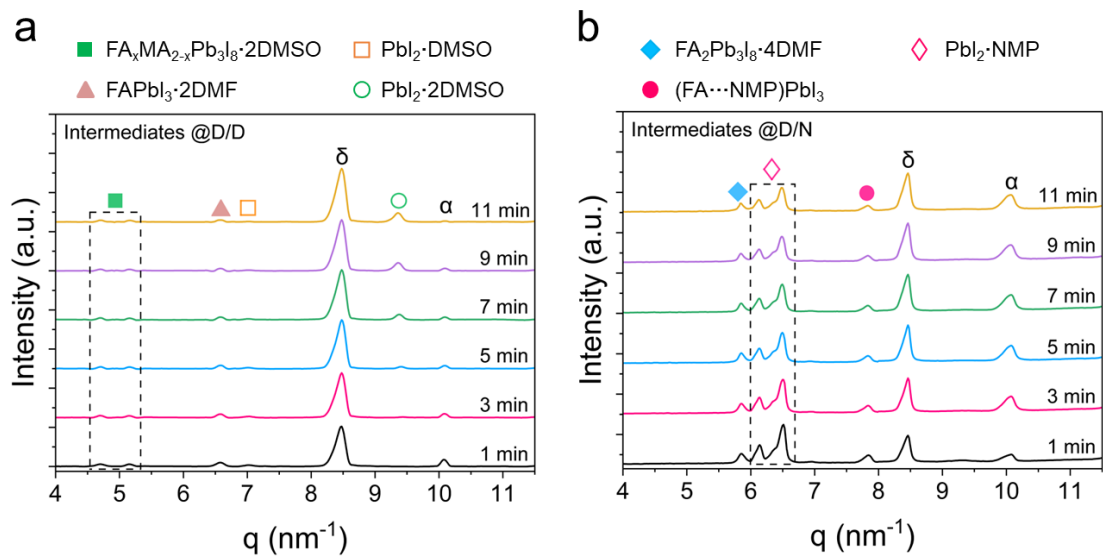 a
FAₓMA₂₋ₓPb₃I₈·2DMSO
PbI₂·DMSO
FAPbI₃·2DMF
PbI₂·2DMSO
Intermediates @D/D
δ
α
11 min
9 min
7 min
5 min
3 min
1 min
Intensity (a.u.)
4 5 6 7 8 9 10 11
q (nm⁻¹)
b
FA₂Pb₃I₈·4DMF
PbI₂·NMP
(FA···NMP)PbI₃
Intermediates @D/N
δ
α
11 min
9 min
7 min
5 min
3 min
1 min
Intensity (a.u.)
4 5 6 7 8 9 10 11
q (nm⁻¹)